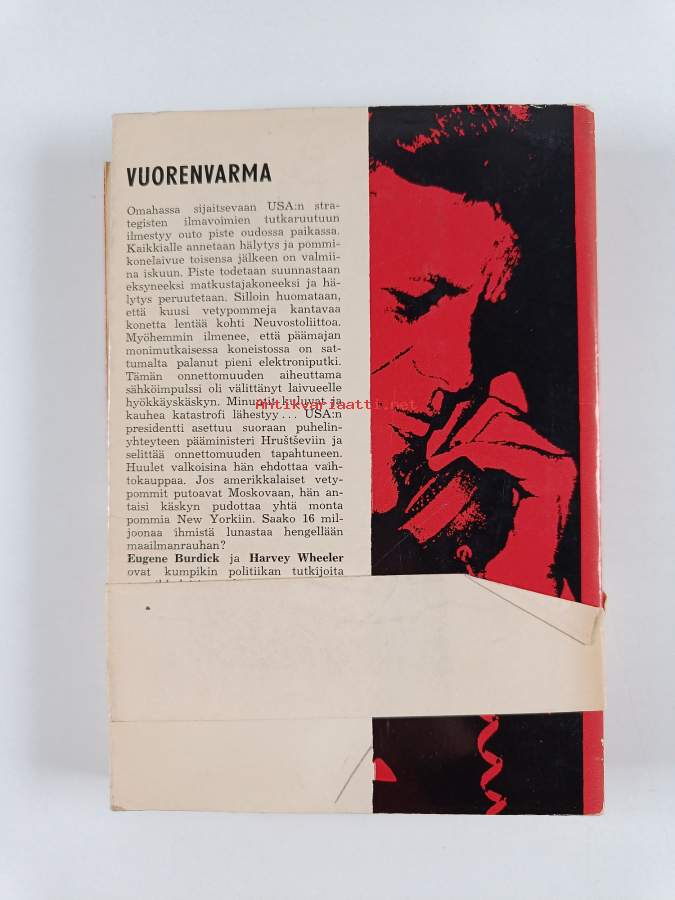 VUORENVARMA
Omahassa sijaitsevaan USA:n stra-
tegisten ilmavoimien tutkaruutuun
ilmestyy outo piste oudossa paikassa.
Kaikkialle annetaan hälytys ja pommi-
konelaivue toisensa jälkeen on valmii-
na iskuun. Piste todetaan suunnastaan
eksyneeksi matkustajakoneeksi ja hä-
lytys peruutetaan. Silloin huomataan,
että kuusi vetypommeja kantavaa
konetta lentää kohti Neuvostoliittoa.
Myöhemmin ilmenee, että päämajan
monimutkaisessa koneistossa on sat-
tumalta palanut pieni elektroniputki.
Tämän onnettomuuden aiheuttama
sähköimpulssi oli välittänyt laivueelle
hyökkäyskäskyn. Minuutit kuluvat ja
Antikvariaatti.net
kauhea katastrofi lähestyy... USA:n
presidentti asettuu suoraan puhelin-
yhteyteen pääministeri Hruštševiin ja
selittää onnettomuuden tapahtuneen.
Huulet valkoisina hän ehdottaa vaih-
tokauppaa. Jos amerikkalaiset vety-
pommit putoavat Moskovaan, hän an-
taisi käskyn pudottaa yhtä monta
pommia New Yorkiin. Saako 16 mil-
joonaa ihmistä lunastaa hengellään
maailmanrauhan?
Eugene Burdick ja Harvey Wheeler
ovat kumpikin politiikan tutkijoita